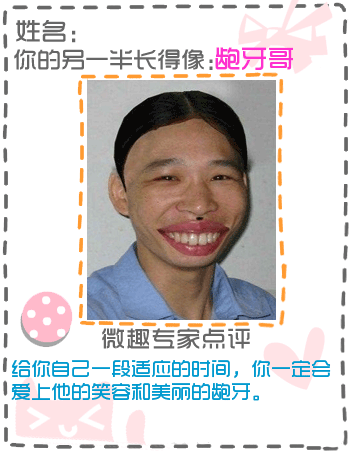 姓名：
你的另一半长得像：龅牙哥
微趣专家点评
给你自己一段适应的时间，你一定会
爱上他的笑容和美丽的龅牙。